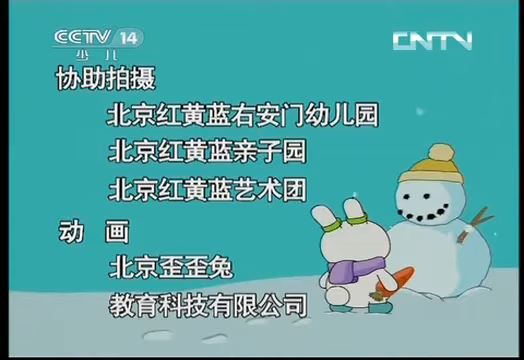 CCTV 14
少儿
CNTV
协助拍摄
北京红黄蓝右安门幼儿园
北京红黄蓝亲子园
北京红黄蓝艺术团
动 画
北京歪歪兔
教育科技有限公司